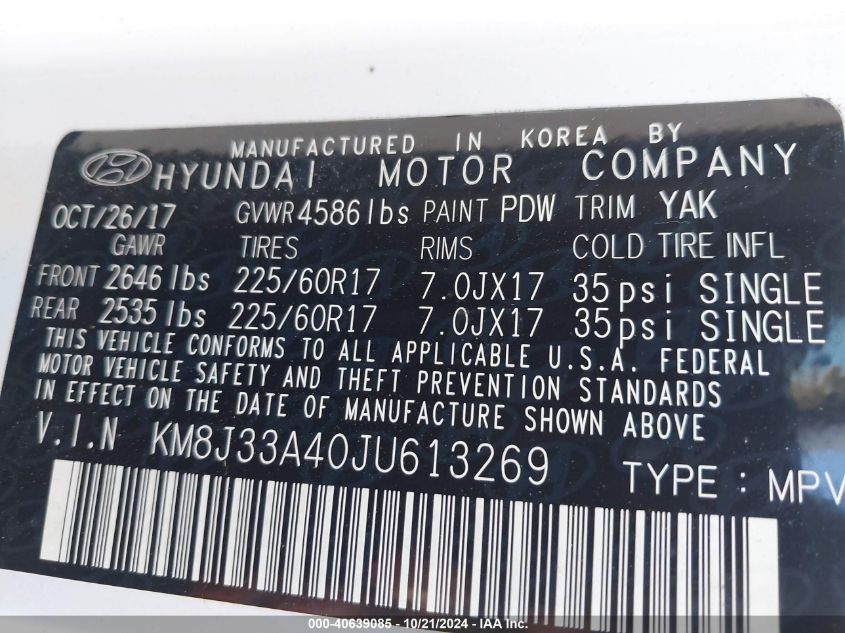 MANUFACTURED IN KOREA BY
HYUNDAI MOTOR COMPANY
OCT/26/17 GVWR 4586 lbs PAINT PDW TRIM YAK
GAWR TIRES RIMS COLD TIRE INFL
FRONT 2646 lbs 225/60R17 7.0JX17 35psi SINGLE
REAR 2535 lbs 225/60R17 7.0JX17 35psi SINGLE
THIS VEHICLE CONFORMS TO ALL APPLICABLE U.S.A. FEDERAL
MOTOR VEHICLE SAFETY AND THEFT PREVENTION STANDARDS
IN EFFECT ON THE DATE OF MANUFACTURE SHOWN ABOVE
V.I.N KM8J33A40JU613269 TYPE : MPV
000-40639085 - 10/21/2024 - IAA Inc.